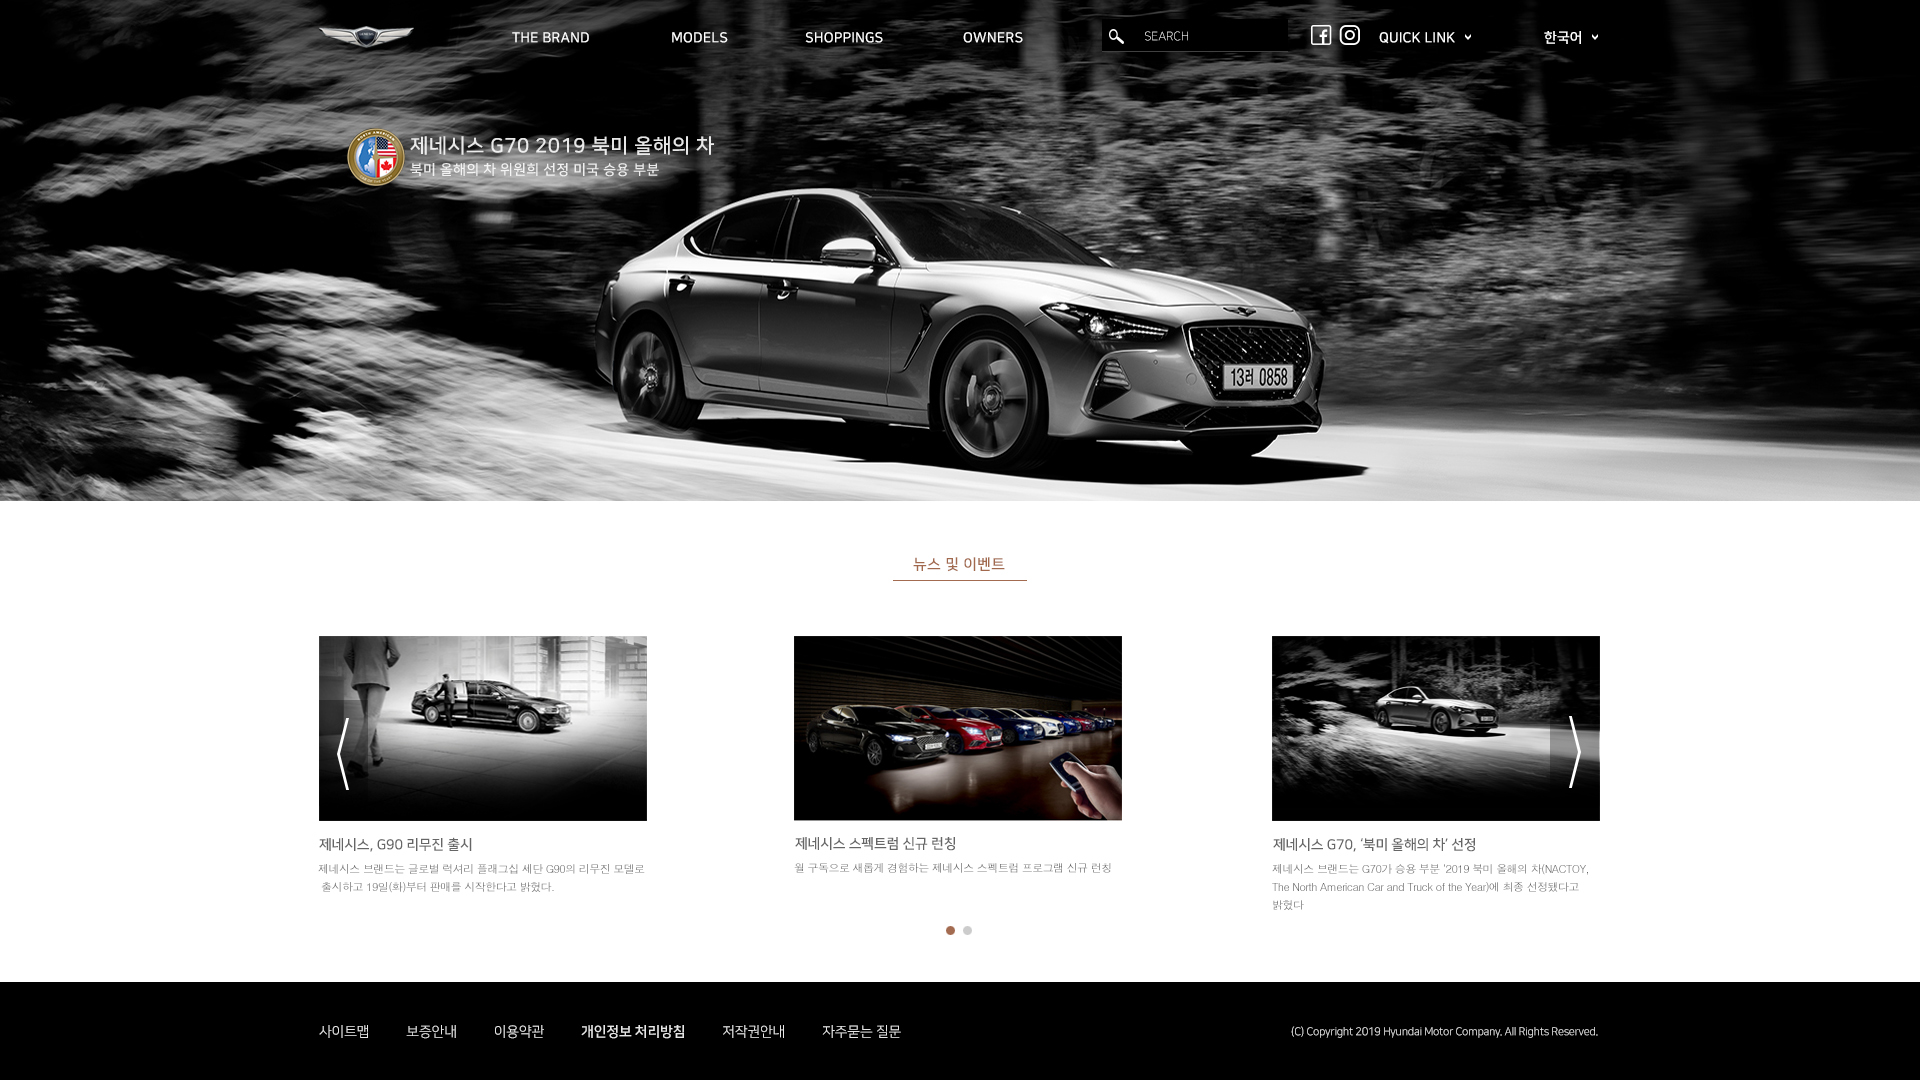 THE BRAND
MODELS
SHOPPINGS
OWNERS
SEARCH
QUICK LINK
한국어
제네시스 G70 2019 북미 올해의 차
북미 올해의 차 위원희 선정 미국 승용 부분
13러 0858
뉴스 및 이벤트
제네시스, G90 리무진 출시
제네시스 브랜드는 글로벌 럭셔리 플래그십 세단 G90의 리무진 모델로
출시하고 19일(화)부터 판매를 시작한다고 밝혔다.
제네시스 스펙트럼 신규 런칭
월 구독으로 새롭게 경험하는 제네시스 스펙트럼 프로그램 신규 런칭
제네시스 G70, ‘북미 올해의 차’ 선정
제네시스 브랜드는 G70가 승용 부분 ‘2019 북미 올해의 차(NACTOY,
The North American Car and Truck of the Year)에 최종 선정됐다고
밝혔다
사이트맵
보증안내
이용약관
개인정보 처리방침
저작권안내
자주묻는 질문
(C) Copyright 2019 Hyundai Motor Company. All Rights Reserved.